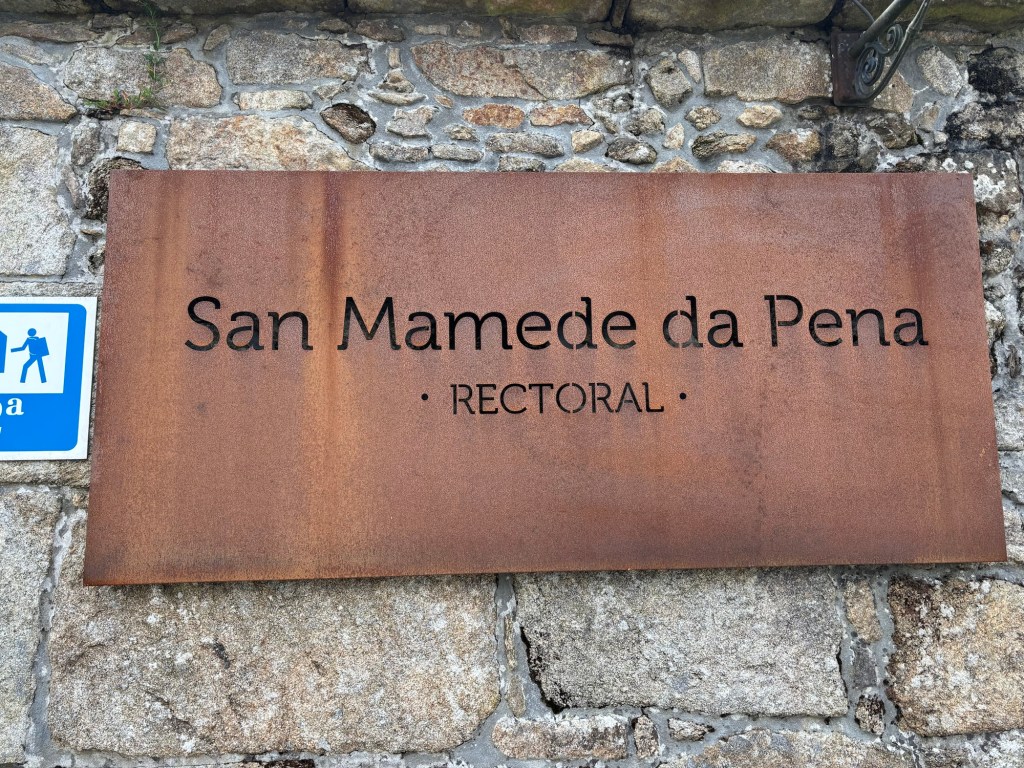 San Mamede da Pena
· RECTORAL ·